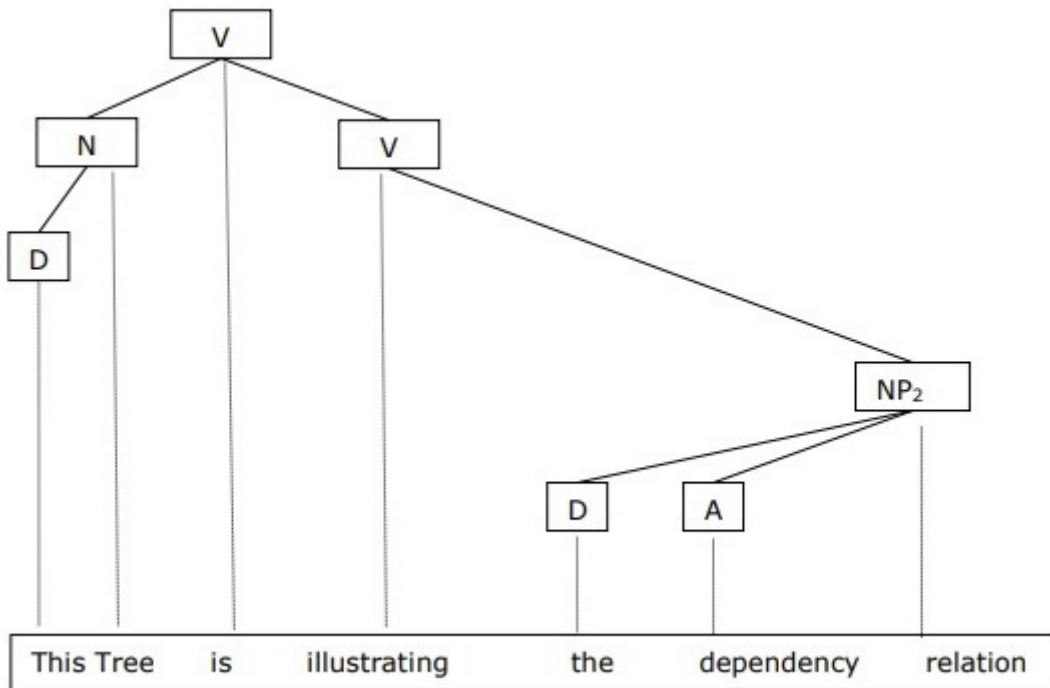 V
N V
D
NP₂
D A
This Tree is illustrating the dependency relation